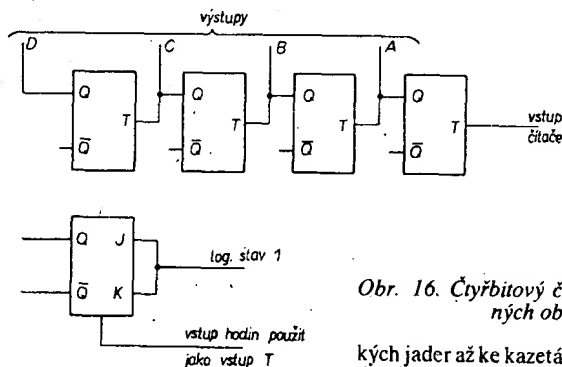 výstupy
D C B A
Q Q Q Q
T T T T
Q̅ Q̅ Q̅ Q̅
vstup
čítače
Q J
log. stav 1
Q̅ K
vstup hodin použit
jako vstup T
Obr. 16. Čtyřbitový č
ných ob
kých jader až ke kazetá